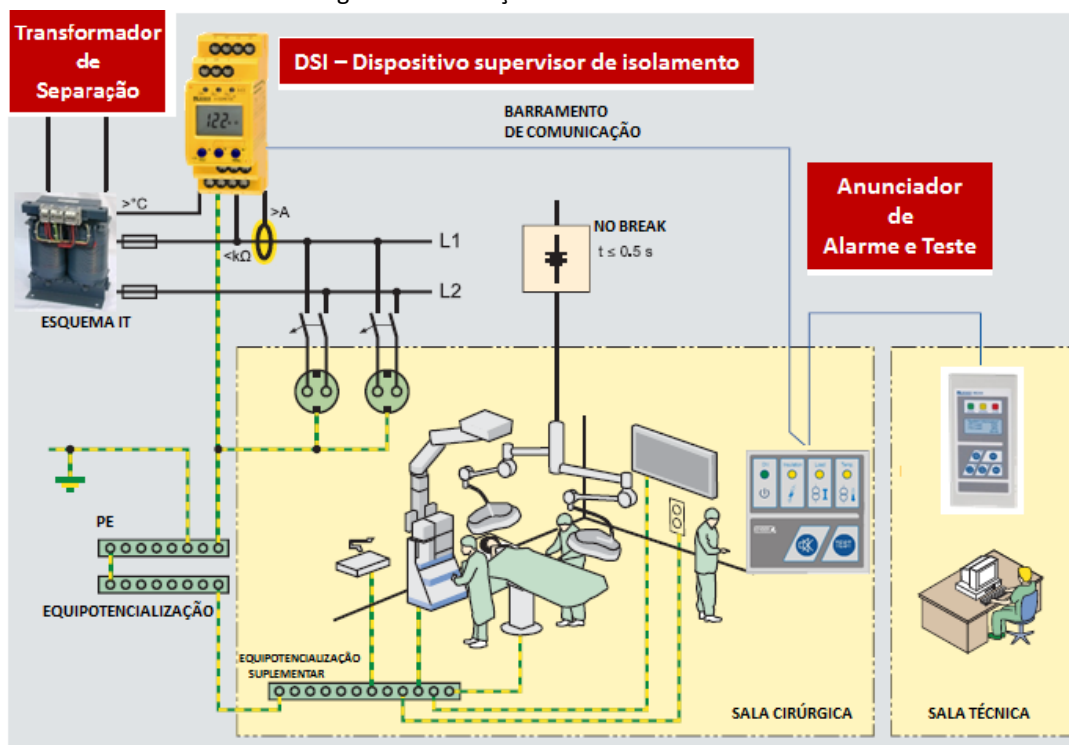 Transformador
de
Separação
DSI – Dispositivo supervisor de isolamento
BARRAMENTO
DE COMUNICAÇÃO
Anunciador
de
Alarme e Teste
122
>°C
>A
<kΩ
L1
L2
NO BREAK
t ≤ 0.5 s
ESQUEMA IT
PE
EQUIPOTENCIALIZAÇÃO
EQUIPOTENCIALIZAÇÃO
SUPLEMENTAR
TEST
SALA CIRÚRGICA
SALA TÉCNICA